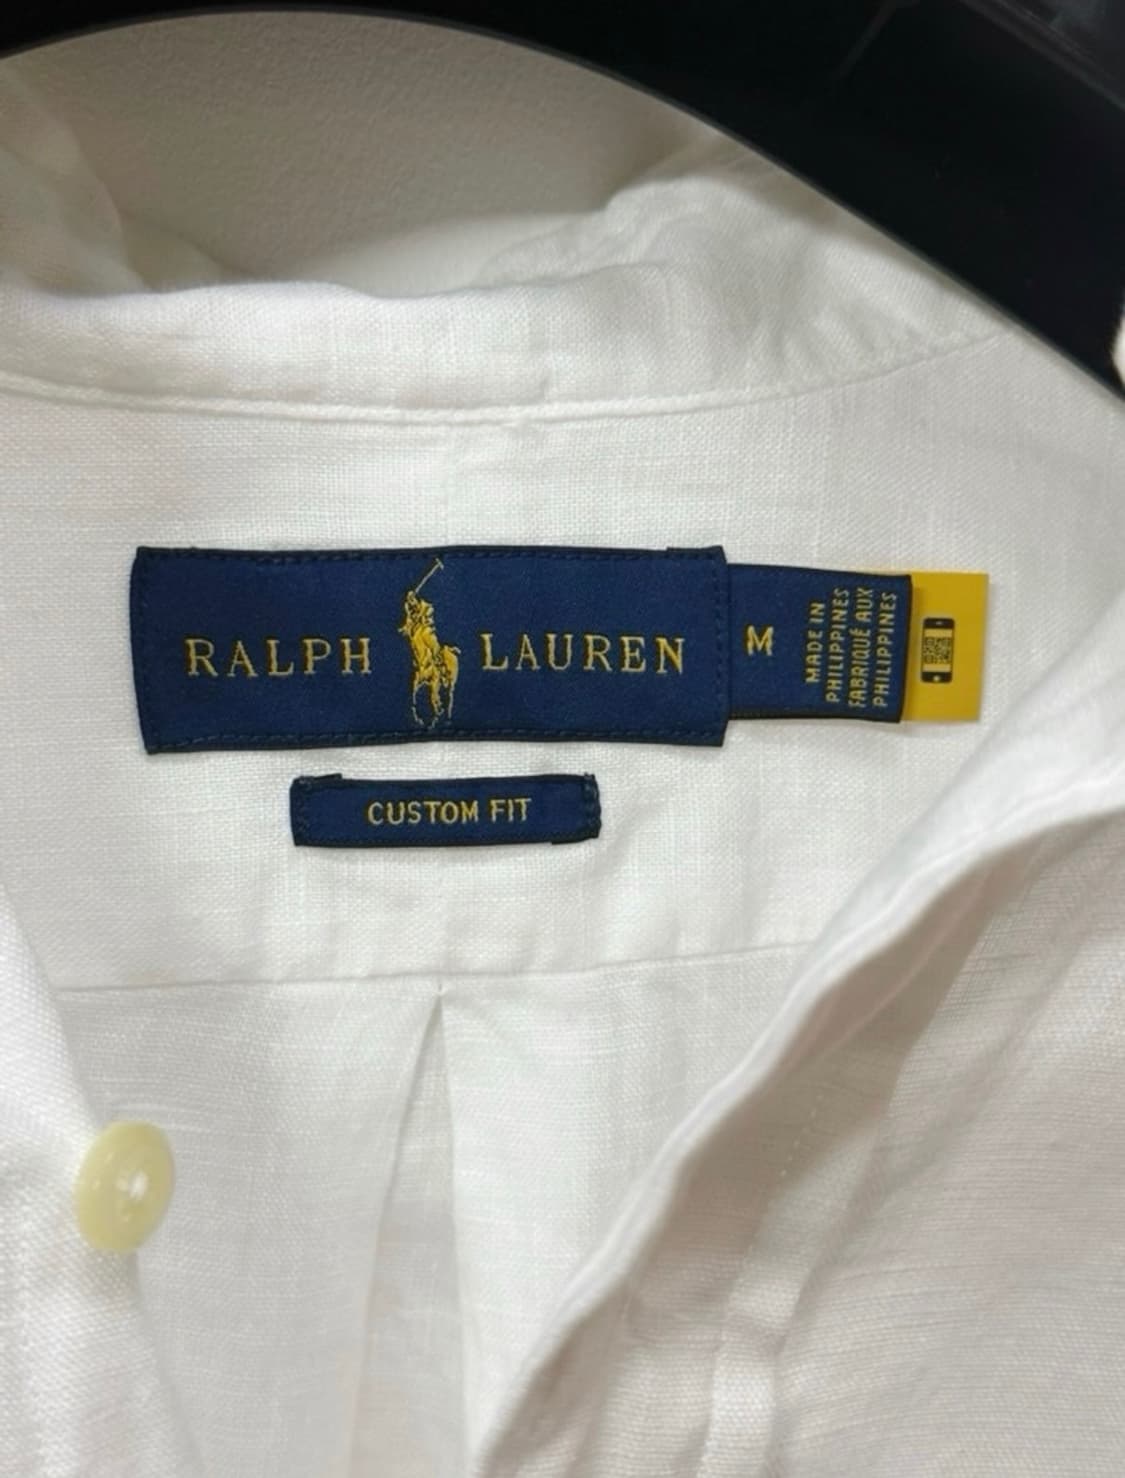 RALPH LAUREN
M
MADE IN
PHILIPPINES
FABRIQUÉ AUX
PHILIPPINES
CUSTOM FIT